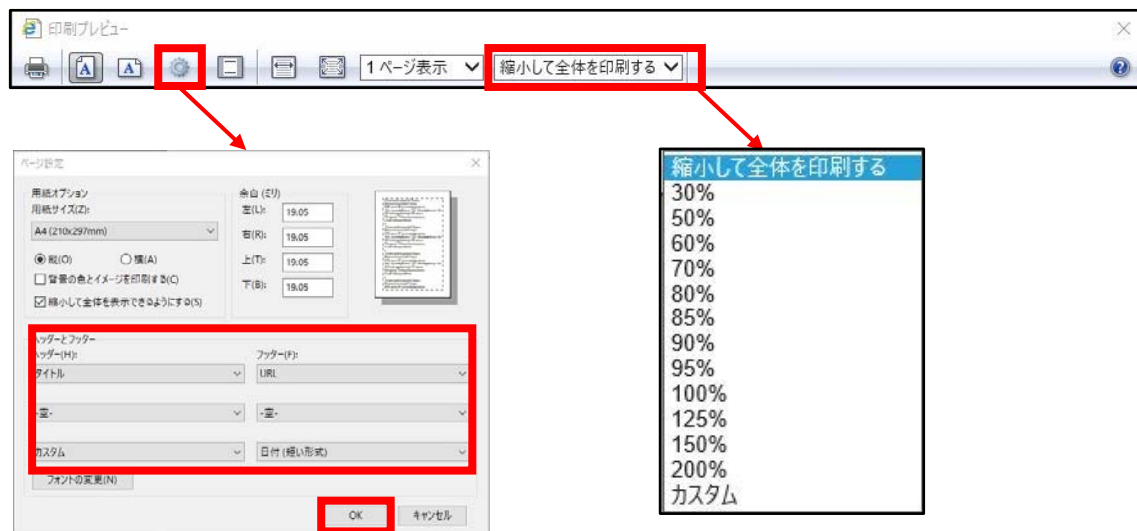 印刷プレビュー
1 ページ表示 縮小して全体を印刷する
ページ設定
用紙オプション
用紙サイズ(Z):
A4 (210x297mm)
縦(O) 横(A)
背景の色とイメージを印刷する(C)
縮小して全体を表示できるようにする(S)
余白 (ミリ)
左(L): 19.05
右(R): 19.05
上(T): 19.05
下(B): 19.05
ヘッダーとフッター
ヘッダー(H): フッター(F):
タイトル URL
-空- -空-
カスタム 日付 (短い形式)
フォントの変更(N)
OK キャンセル
縮小して全体を印刷する
30%
50%
60%
70%
80%
85%
90%
95%
100%
125%
150%
200%
カスタム